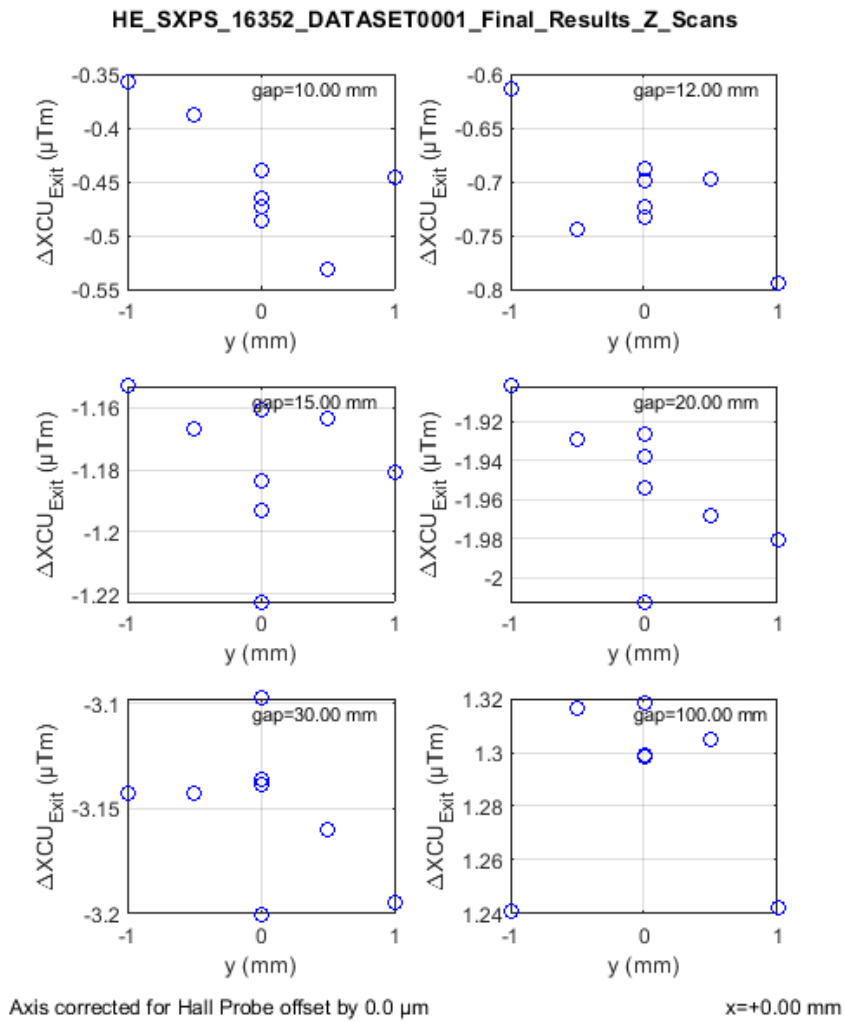 HE_SXPS_16352_DATASET0001_Final_Results_Z_Scans
gap=10.00 mm
-0.35
-0.4
-0.45
-0.5
-0.55
ΔXCU_Exit (µTm)
-1 0 1
y (mm)
gap=12.00 mm
-0.6
-0.65
-0.7
-0.75
-0.8
ΔXCU_Exit (µTm)
-1 0 1
y (mm)
gap=15.00 mm
-1.16
-1.18
-1.2
-1.22
ΔXCU_Exit (µTm)
-1 0 1
y (mm)
gap=20.00 mm
-1.92
-1.94
-1.96
-1.98
-2
ΔXCU_Exit (µTm)
-1 0 1
y (mm)
gap=30.00 mm
-3.1
-3.15
-3.2
ΔXCU_Exit (µTm)
-1 0 1
y (mm)
gap=100.00 mm
1.32
1.3
1.28
1.26
1.24
ΔXCU_Exit (µTm)
-1 0 1
y (mm)
Axis corrected for Hall Probe offset by 0.0 µm
x=+0.00 mm